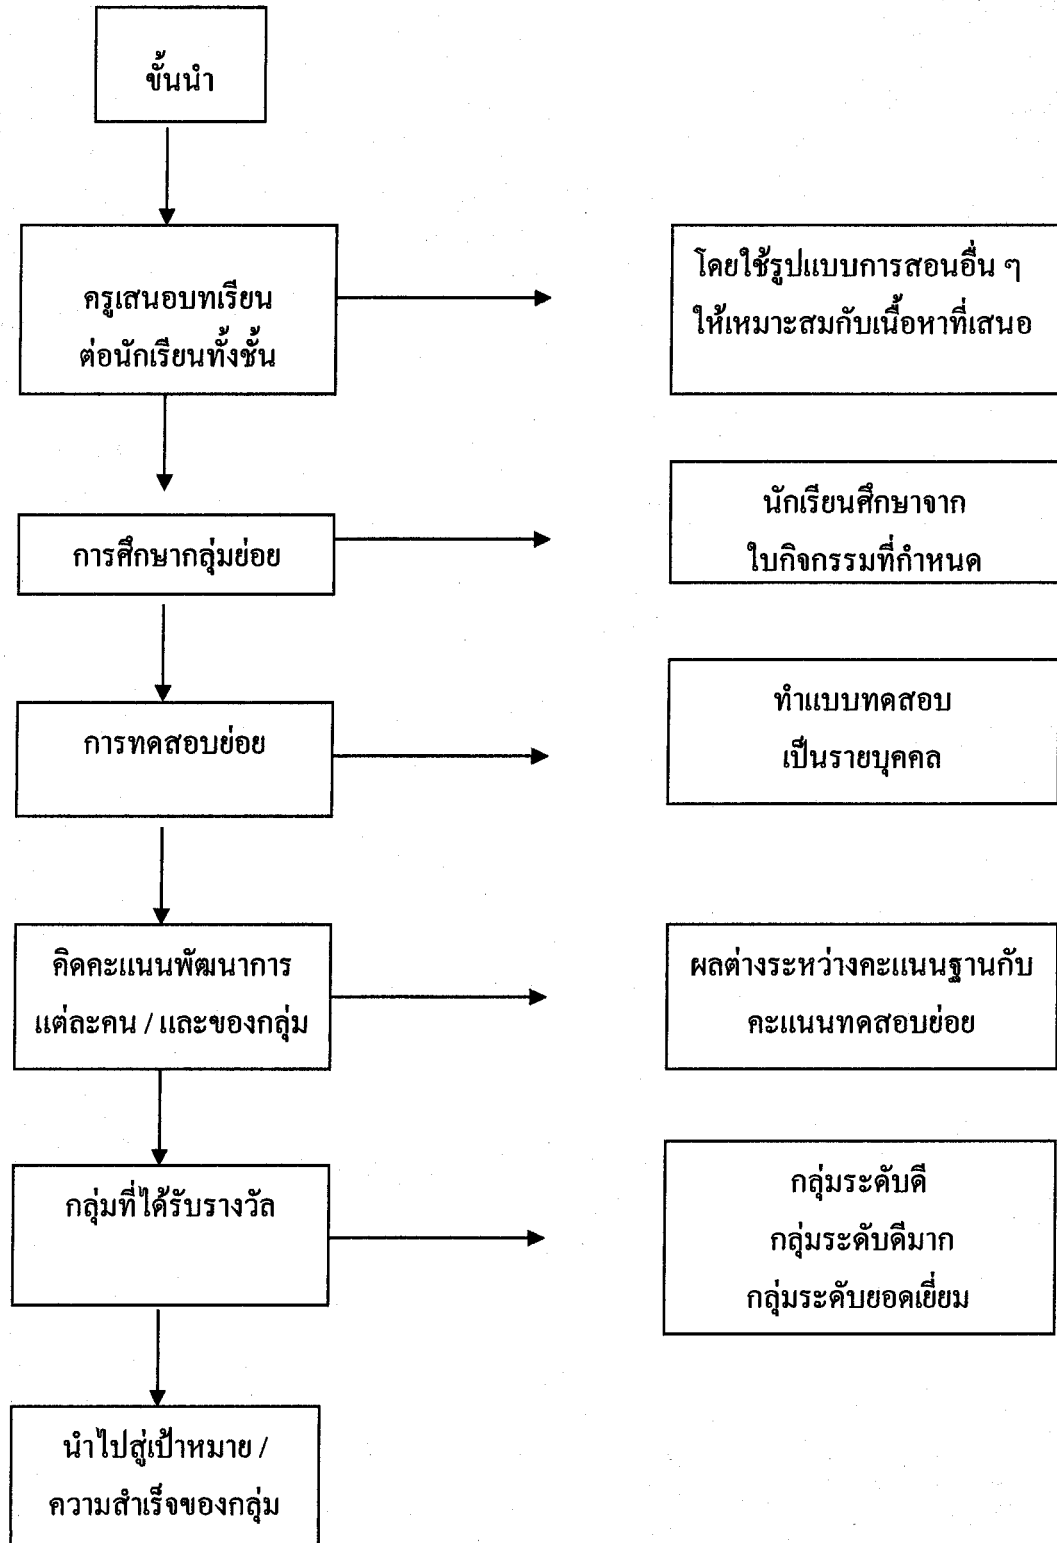 ขั้นนำ
ครูเสนอบทเรียน
ต่อนักเรียนทั้งชั้น
โดยใช้รูปแบบการสอนอื่น ๆ
ให้เหมาะสมกับเนื้อหาที่เสนอ
การศึกษากลุ่มย่อย
นักเรียนศึกษาจาก
ใบกิจกรรมที่กำหนด
การทดสอบย่อย
ทำแบบทดสอบ
เป็นรายบุคคล
คิดคะแนนพัฒนาการ
แต่ละคน / และของกลุ่ม
ผลต่างระหว่างคะแนนฐานกับ
คะแนนทดสอบย่อย
กลุ่มที่ได้รับรางวัล
กลุ่มระดับดี
กลุ่มระดับดีมาก
กลุ่มระดับยอดเยี่ยม
นำไปสู่เป้าหมาย /
ความสำเร็จของกลุ่ม